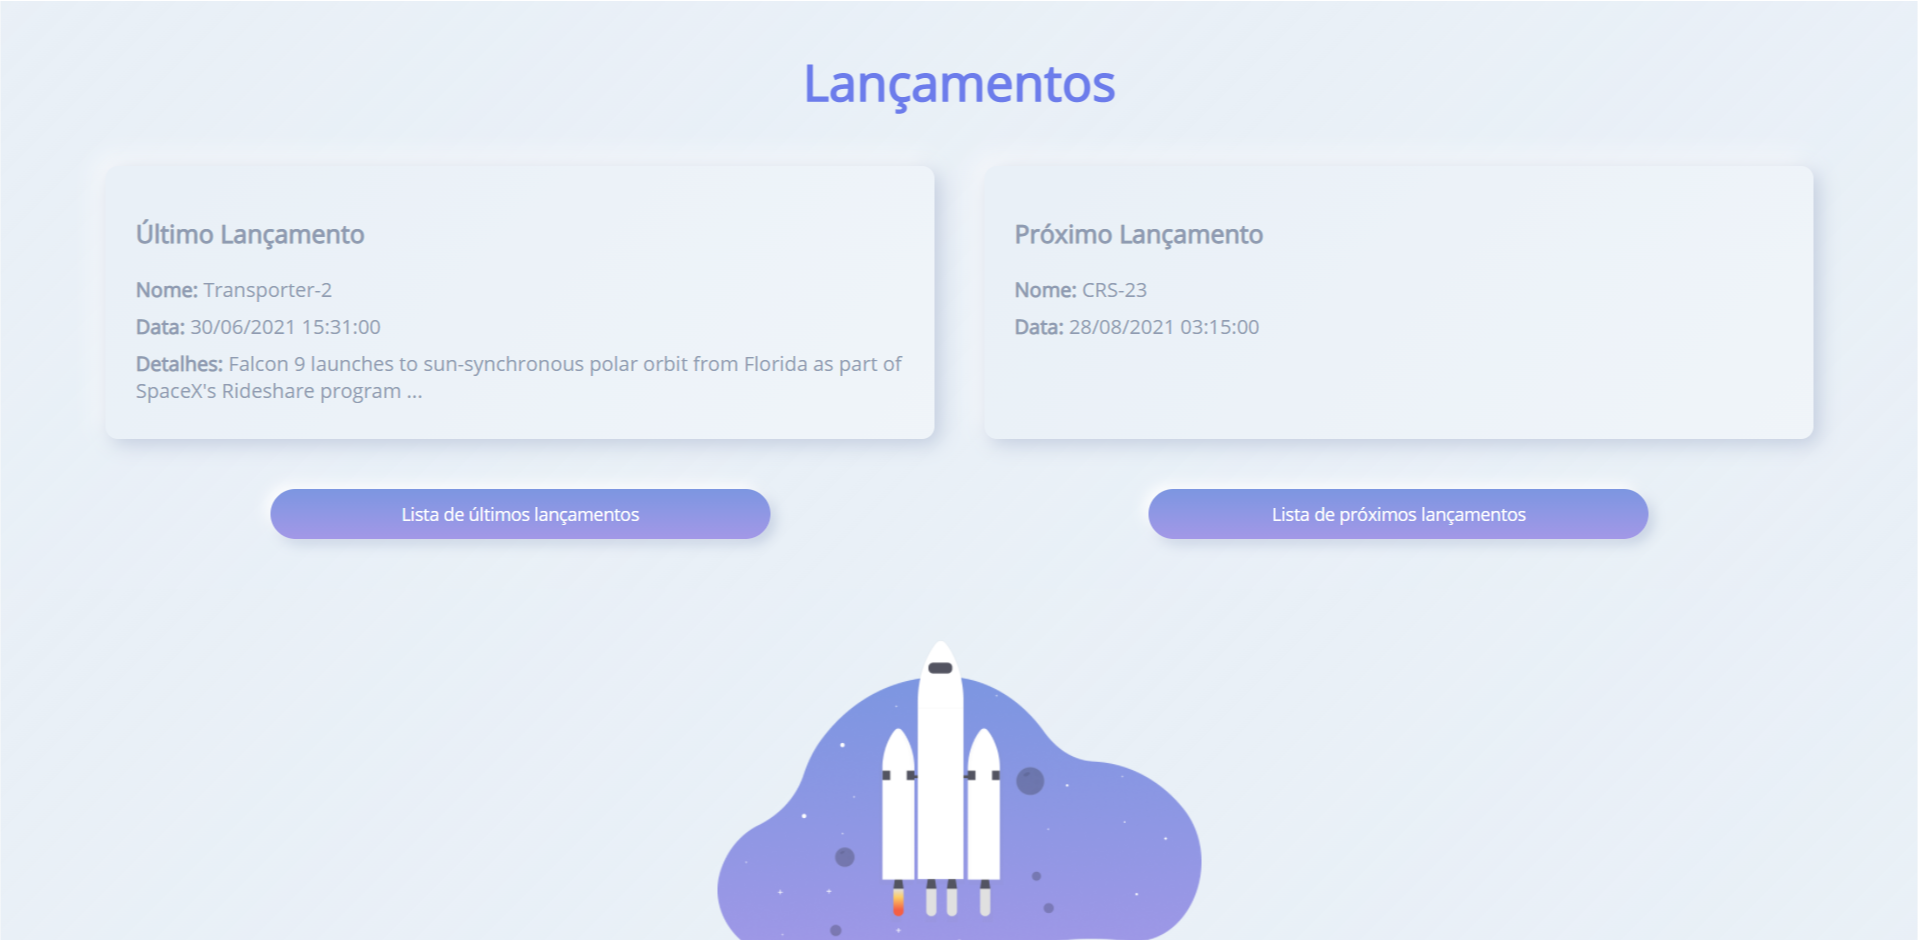 Lançamentos
Último Lançamento
Nome: Transporter-2
Data: 30/06/2021 15:31:00
Detalhes: Falcon 9 launches to sun-synchronous polar orbit from Florida as part of
SpaceX's Rideshare program ...
Lista de últimos lançamentos
Próximo Lançamento
Nome: CRS-23
Data: 28/08/2021 03:15:00
Lista de próximos lançamentos